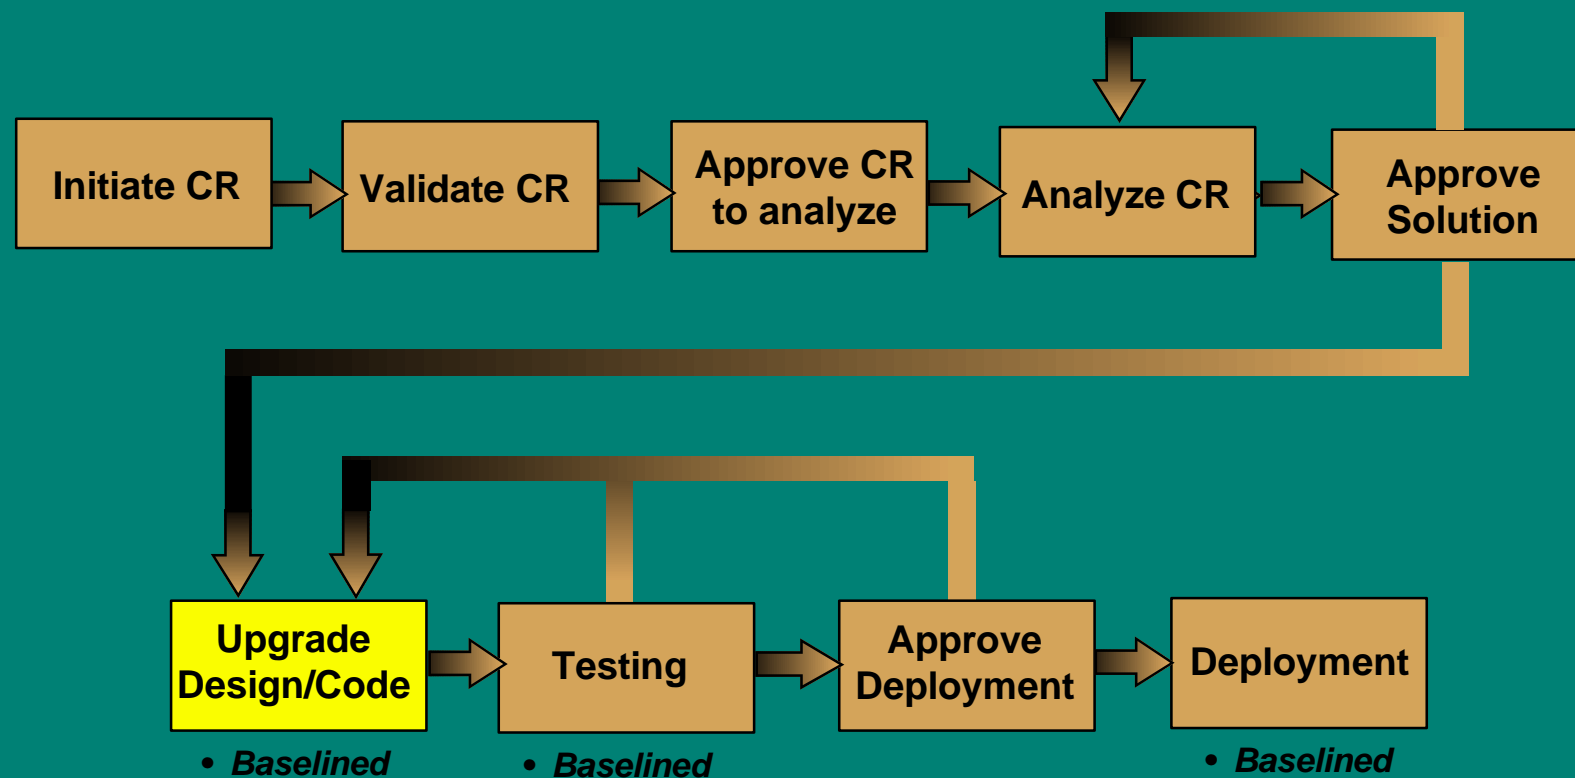 Initiate CR
Validate CR
Approve CR
to analyze
Analyze CR
Approve
Solution
Upgrade
Design/Code
Testing
Approve
Deployment
Deployment
• Baselined
• Baselined
• Baselined